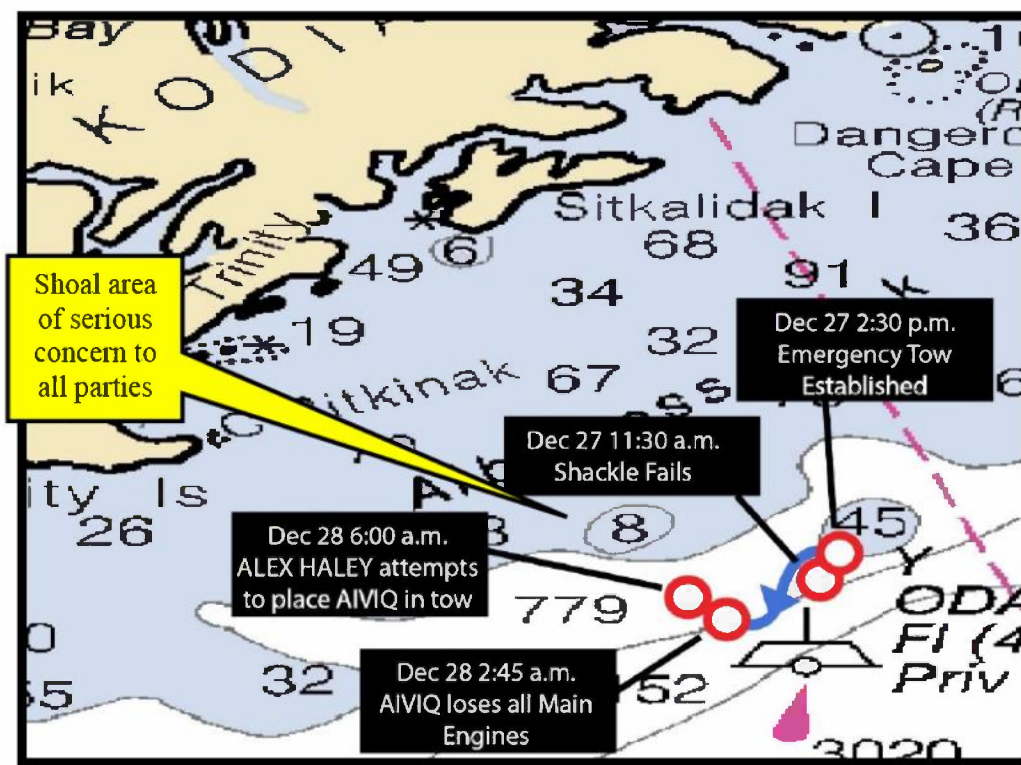 Bay
ik
K O D I
10
Dangero
Cape
Sitkalidak I
68
36
6
Trinity
49
34
91
19
32
67
Shoal area
of serious
concern to
all parties
Dec 27 2:30 p.m.
Emergency Tow
Established
Dec 27 11:30 a.m.
Shackle Fails
ity Is
26
8
45
Dec 28 6:00 a.m.
ALEX HALEY attempts
to place AIVIQ in tow
779
ODA
Fl (4
Priv
32
52
Dec 28 2:45 a.m.
AIVIQ loses all Main
Engines
3020